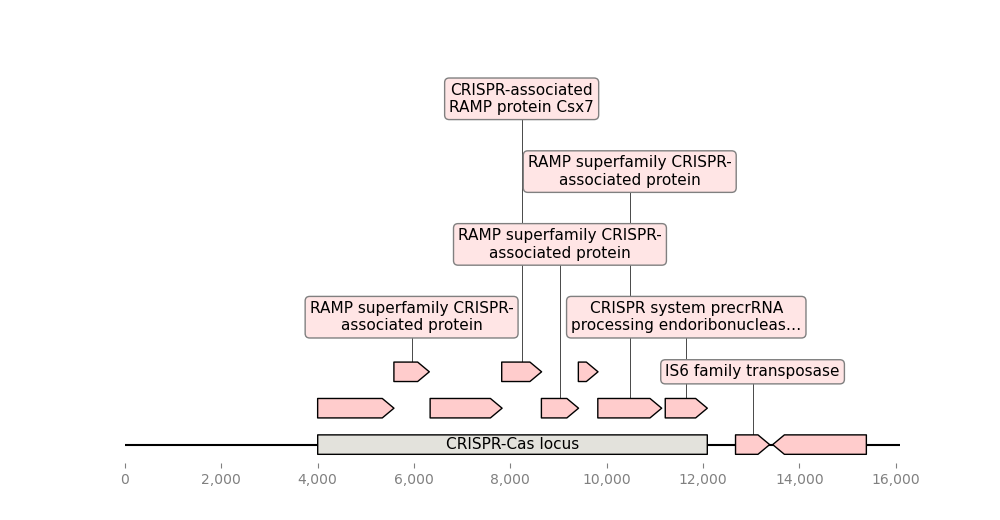 CRISPR-associated
RAMP protein Csx7
RAMP superfamily CRISPR-
associated protein
RAMP superfamily CRISPR-
associated protein
RAMP superfamily CRISPR-
associated protein
CRISPR system precrRNA
processing endoribonucleas...
IS6 family transposase
CRISPR-Cas locus
0 2,000 4,000 6,000 8,000 10,000 12,000 14,000 16,000